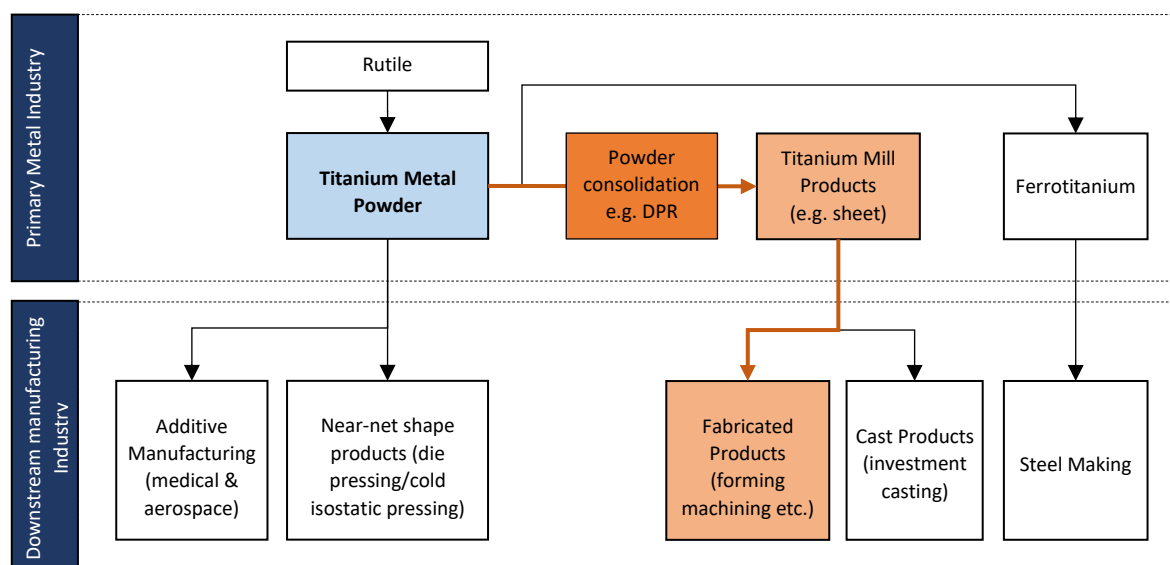 Primary Metal Industry
Rutile
Titanium Metal
Powder
Powder
consolidation
e.g. DPR
Titanium Mill
Products
(e.g. sheet)
Ferrotitanium
Downstream manufacturing
Industry
Additive
Manufacturing
(medical &
aerospace)
Near-net shape
products (die
pressing/cold
isostatic pressing)
Fabricated
Products
(forming
machining etc.)
Cast Products
(investment
casting)
Steel Making